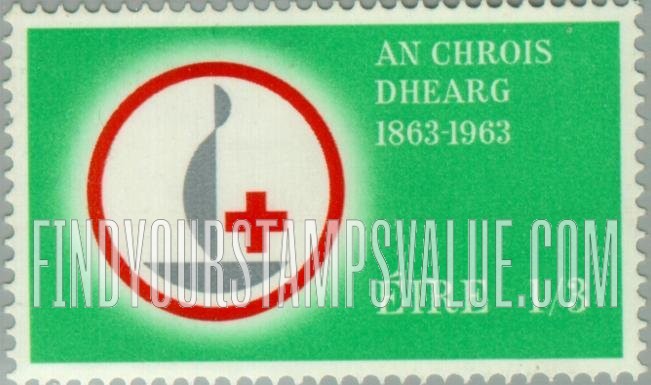 AN CHROIS
DHEARG
1863-1963
FINDYOURSTAMPSVALUE.COM
ÉIRE .1/3